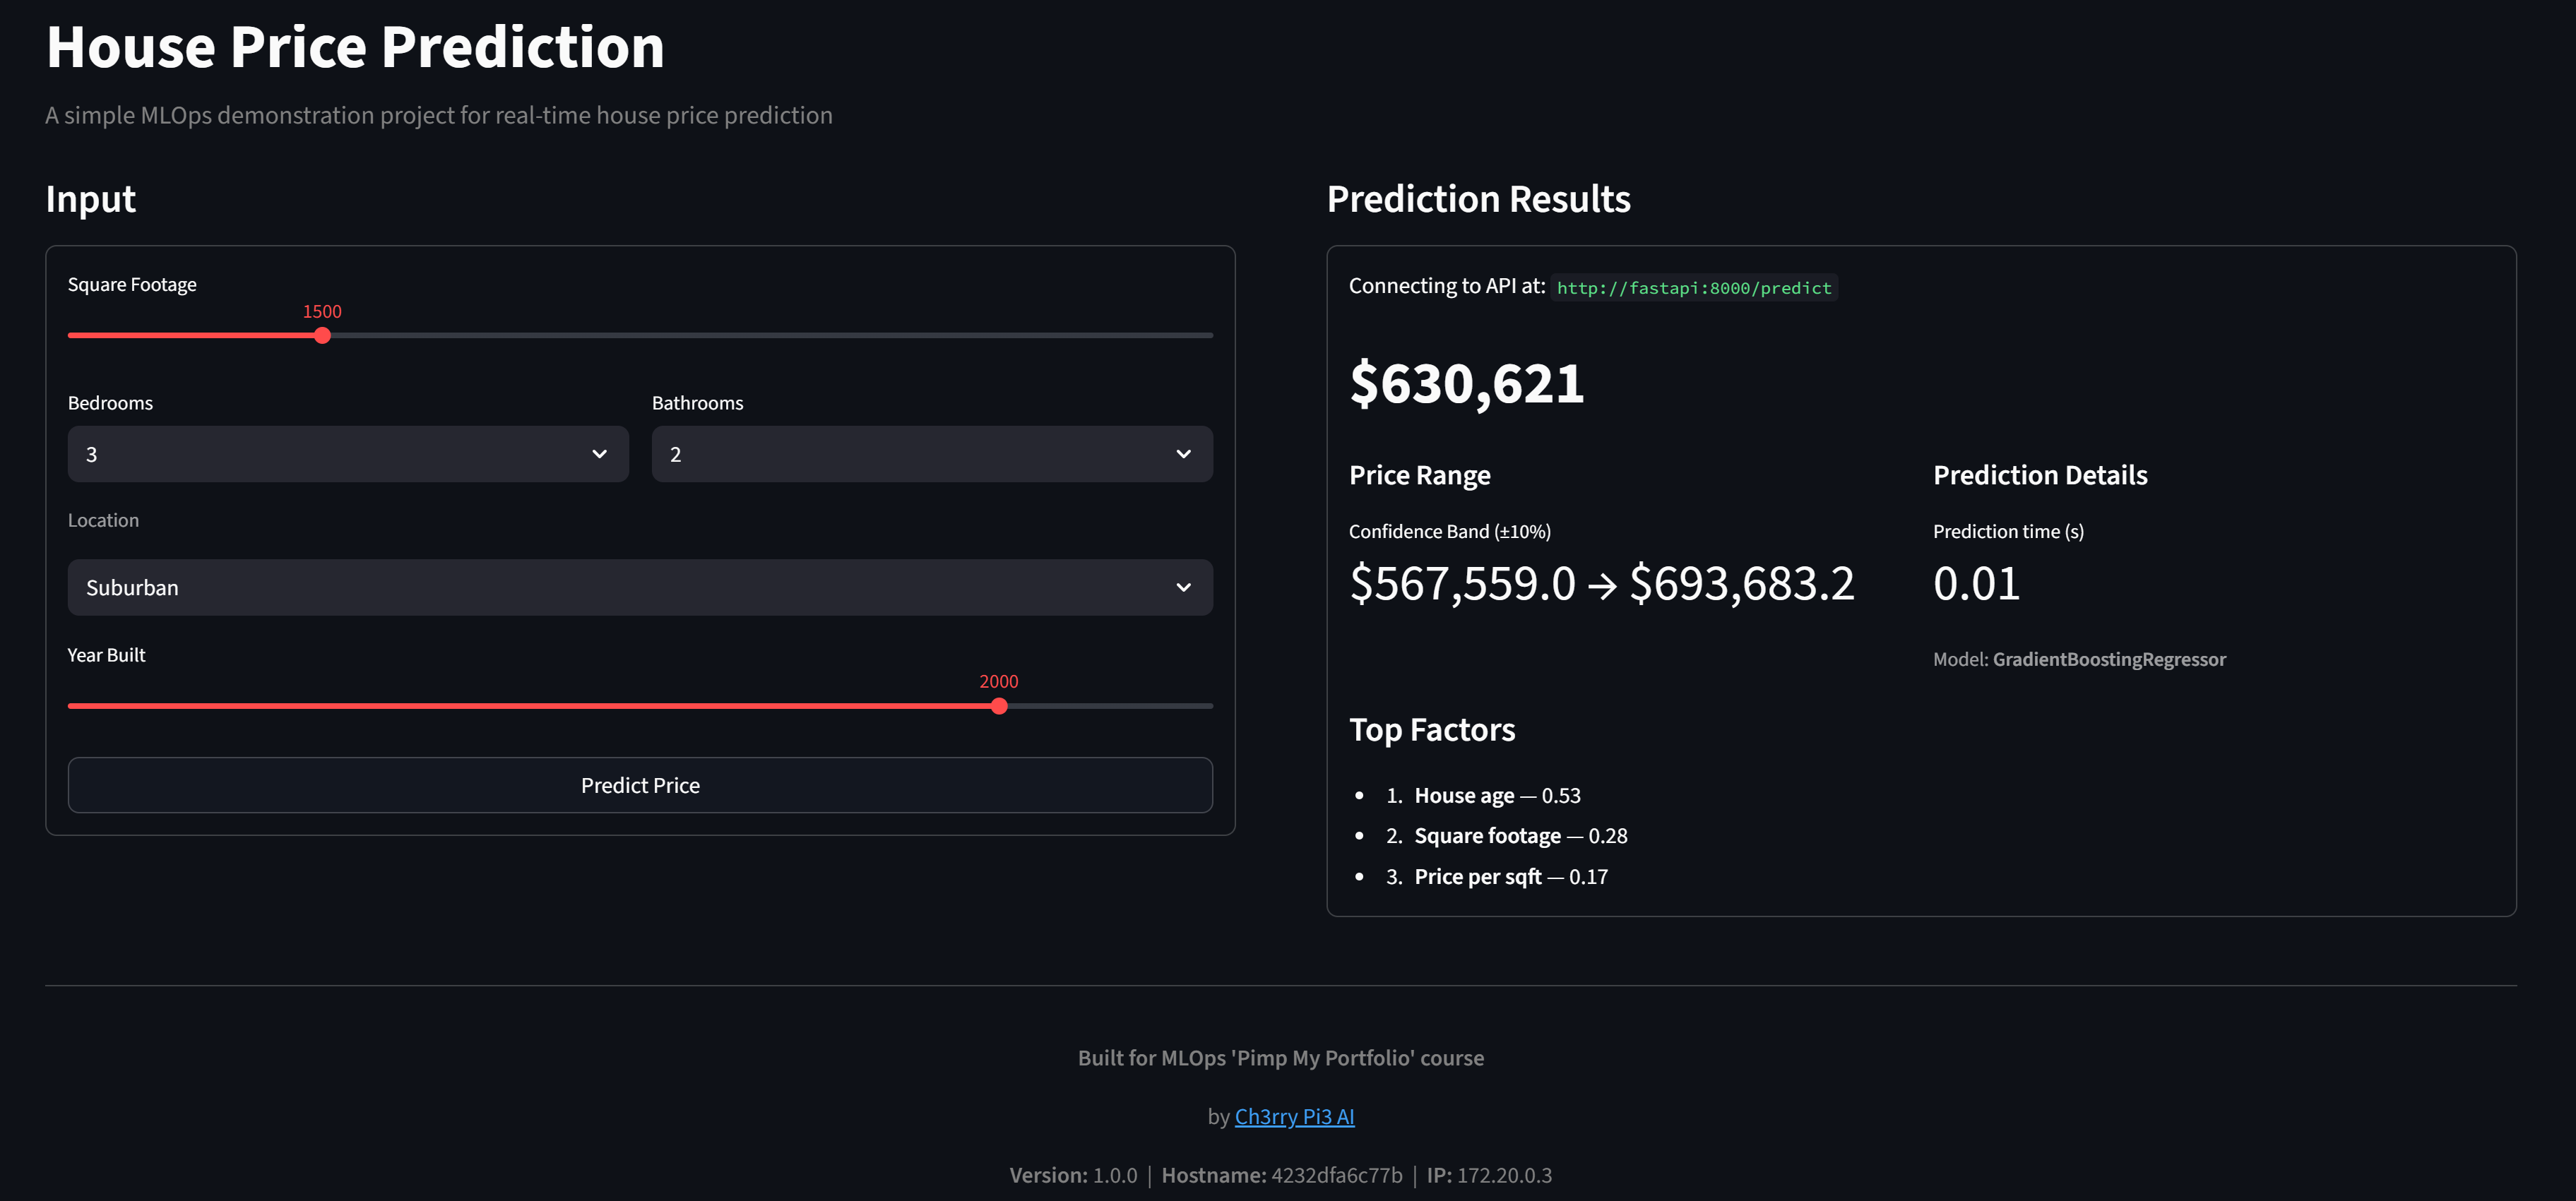 House Price Prediction
A simple MLOps demonstration project for real-time house price prediction
Input
Square Footage
1500
Bedrooms
3
Bathrooms
2
Location
Suburban
Year Built
2000
Predict Price
Prediction Results
Connecting to API at: http://fastapi:8000/predict
$630,621
Price Range
Confidence Band (±10%)
$567,559.0 → $693,683.2
Prediction Details
Prediction time (s)
0.01
Model: GradientBoostingRegressor
Top Factors
• 1. House age — 0.53
• 2. Square footage — 0.28
• 3. Price per sqft — 0.17
Built for MLOps 'Pimp My Portfolio' course
by Ch3rry Pi3 AI
Version: 1.0.0 | Hostname: 4232dfa6c77b | IP: 172.20.0.3